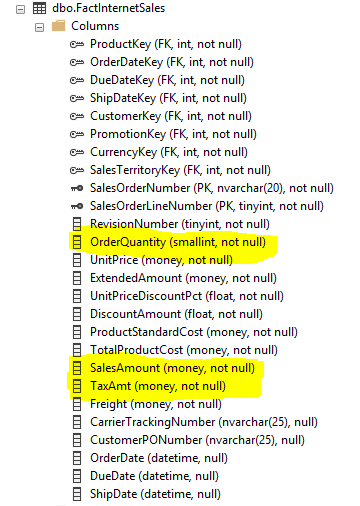 dbo.FactInternetSales
Columns
ProductKey (FK, int, not null)
OrderDateKey (FK, int, not null)
DueDateKey (FK, int, not null)
ShipDateKey (FK, int, not null)
CustomerKey (FK, int, not null)
PromotionKey (FK, int, not null)
CurrencyKey (FK, int, not null)
SalesTerritoryKey (FK, int, not null)
SalesOrderNumber (PK, nvarchar(20), not null)
SalesOrderLineNumber (PK, tinyint, not null)
RevisionNumber (tinyint, not null)
OrderQuantity (smallint, not null)
UnitPrice (money, not null)
ExtendedAmount (money, not null)
UnitPriceDiscountPct (float, not null)
DiscountAmount (float, not null)
ProductStandardCost (money, not null)
TotalProductCost (money, not null)
SalesAmount (money, not null)
TaxAmt (money, not null)
Freight (money, not null)
CarrierTrackingNumber (nvarchar(25), null)
CustomerPONumber (nvarchar(25), null)
OrderDate (datetime, null)
DueDate (datetime, null)
ShipDate (datetime, null)